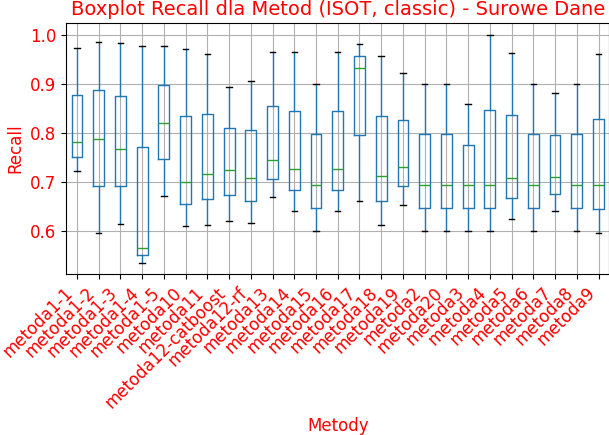 Boxplot Recall dla Metod (ISOT, classic) - Surowe Dane
1.0
0.9
0.8
0.7
0.6
Recall
metoda1-1
metoda1-2
metoda1-3
metoda1-4
metoda1-5
metoda10
metoda11
metoda12-catboost
metoda12-rf
metoda13
metoda14
metoda15
metoda16
metoda17
metoda18
metoda19
metoda2
metoda20
metoda3
metoda4
metoda5
metoda6
metoda7
metoda8
metoda9
Metody